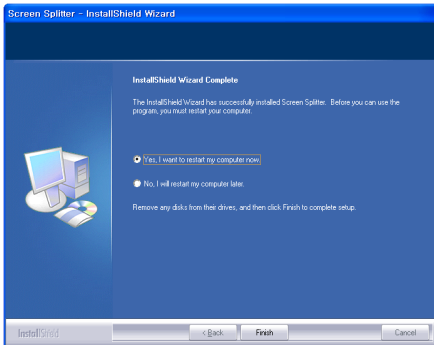 Screen Splitter - InstallShield Wizard
InstallShield Wizard Complete
The InstallShield Wizard has successfully installed Screen Splitter. Before you can use the
program, you must restart your computer.
Yes, I want to restart my computer now.
No, I will restart my computer later.
Remove any disks from their drives, and then click Finish to complete setup.
InstallShield
< Back
Finish
Cancel